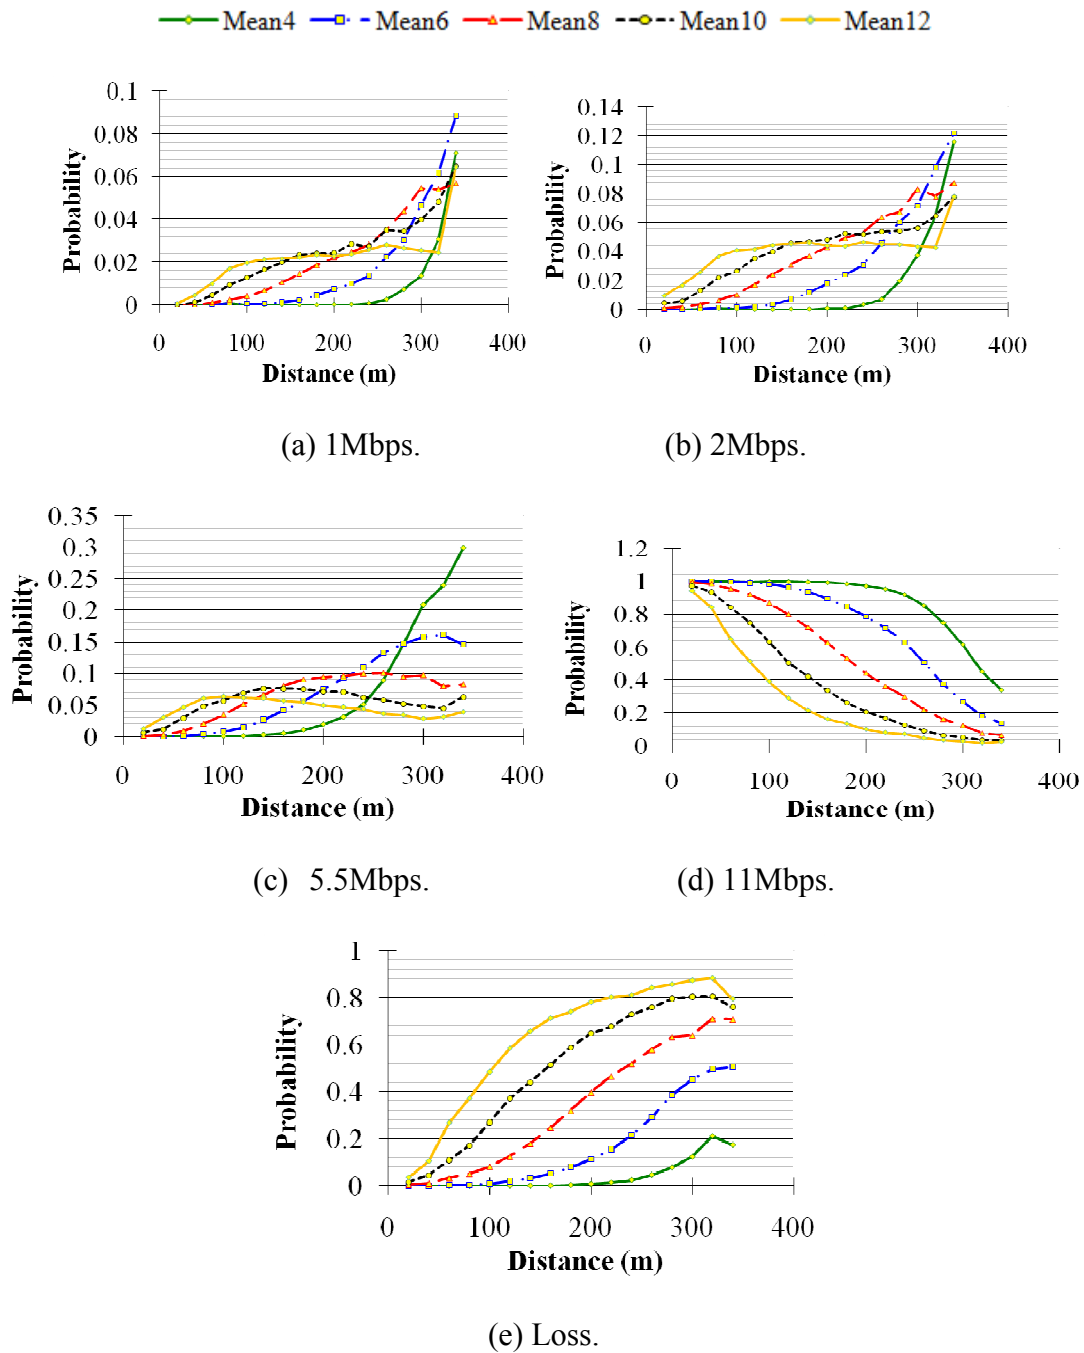 Mean4 Mean6 Mean8 Mean10 Mean12
0.1
0.08
0.06
0.04
0.02
0
0 100 200 300 400
Probability
Distance (m)
(a) 1Mbps.
0.14
0.12
0.1
0.08
0.06
0.04
0.02
0
0 100 200 300 400
Probability
Distance (m)
(b) 2Mbps.
0.35
0.3
0.25
0.2
0.15
0.1
0.05
0
0 100 200 300 400
Probability
Distance (m)
(c) 5.5Mbps.
1.2
1
0.8
0.6
0.4
0.2
0
0 100 200 300 400
Probability
Distance (m)
(d) 11Mbps.
1
0.8
0.6
0.4
0.2
0
0 100 200 300 400
Probability
Distance (m)
(e) Loss.